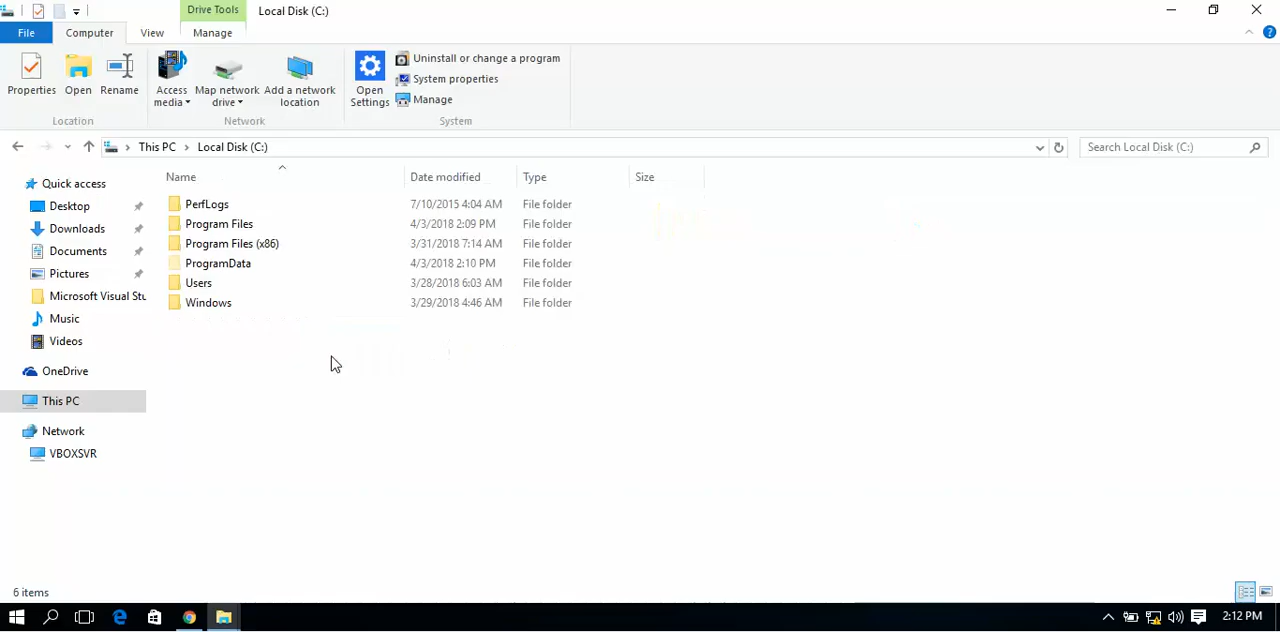 Drive Tools Local Disk (C:)
File Computer View Manage
Properties Open Rename
Location
Access media Map network drive Add a network location
Network
Open Settings
Uninstall or change a program
System properties
Manage
System
This PC Local Disk (C:) Search Local Disk (C:)
Name Date modified Type Size
Quick access
Desktop
Downloads
Documents
Pictures
Microsoft Visual Stu
Music
Videos
OneDrive
This PC
Network
VBOXSVR
PerfLogs 7/10/2015 4:04 AM File folder
Program Files 4/3/2018 2:09 PM File folder
Program Files (x86) 3/31/2018 7:14 AM File folder
ProgramData 4/3/2018 2:10 PM File folder
Users 3/28/2018 6:03 AM File folder
Windows 3/29/2018 4:46 AM File folder
6 items
2:12 PM